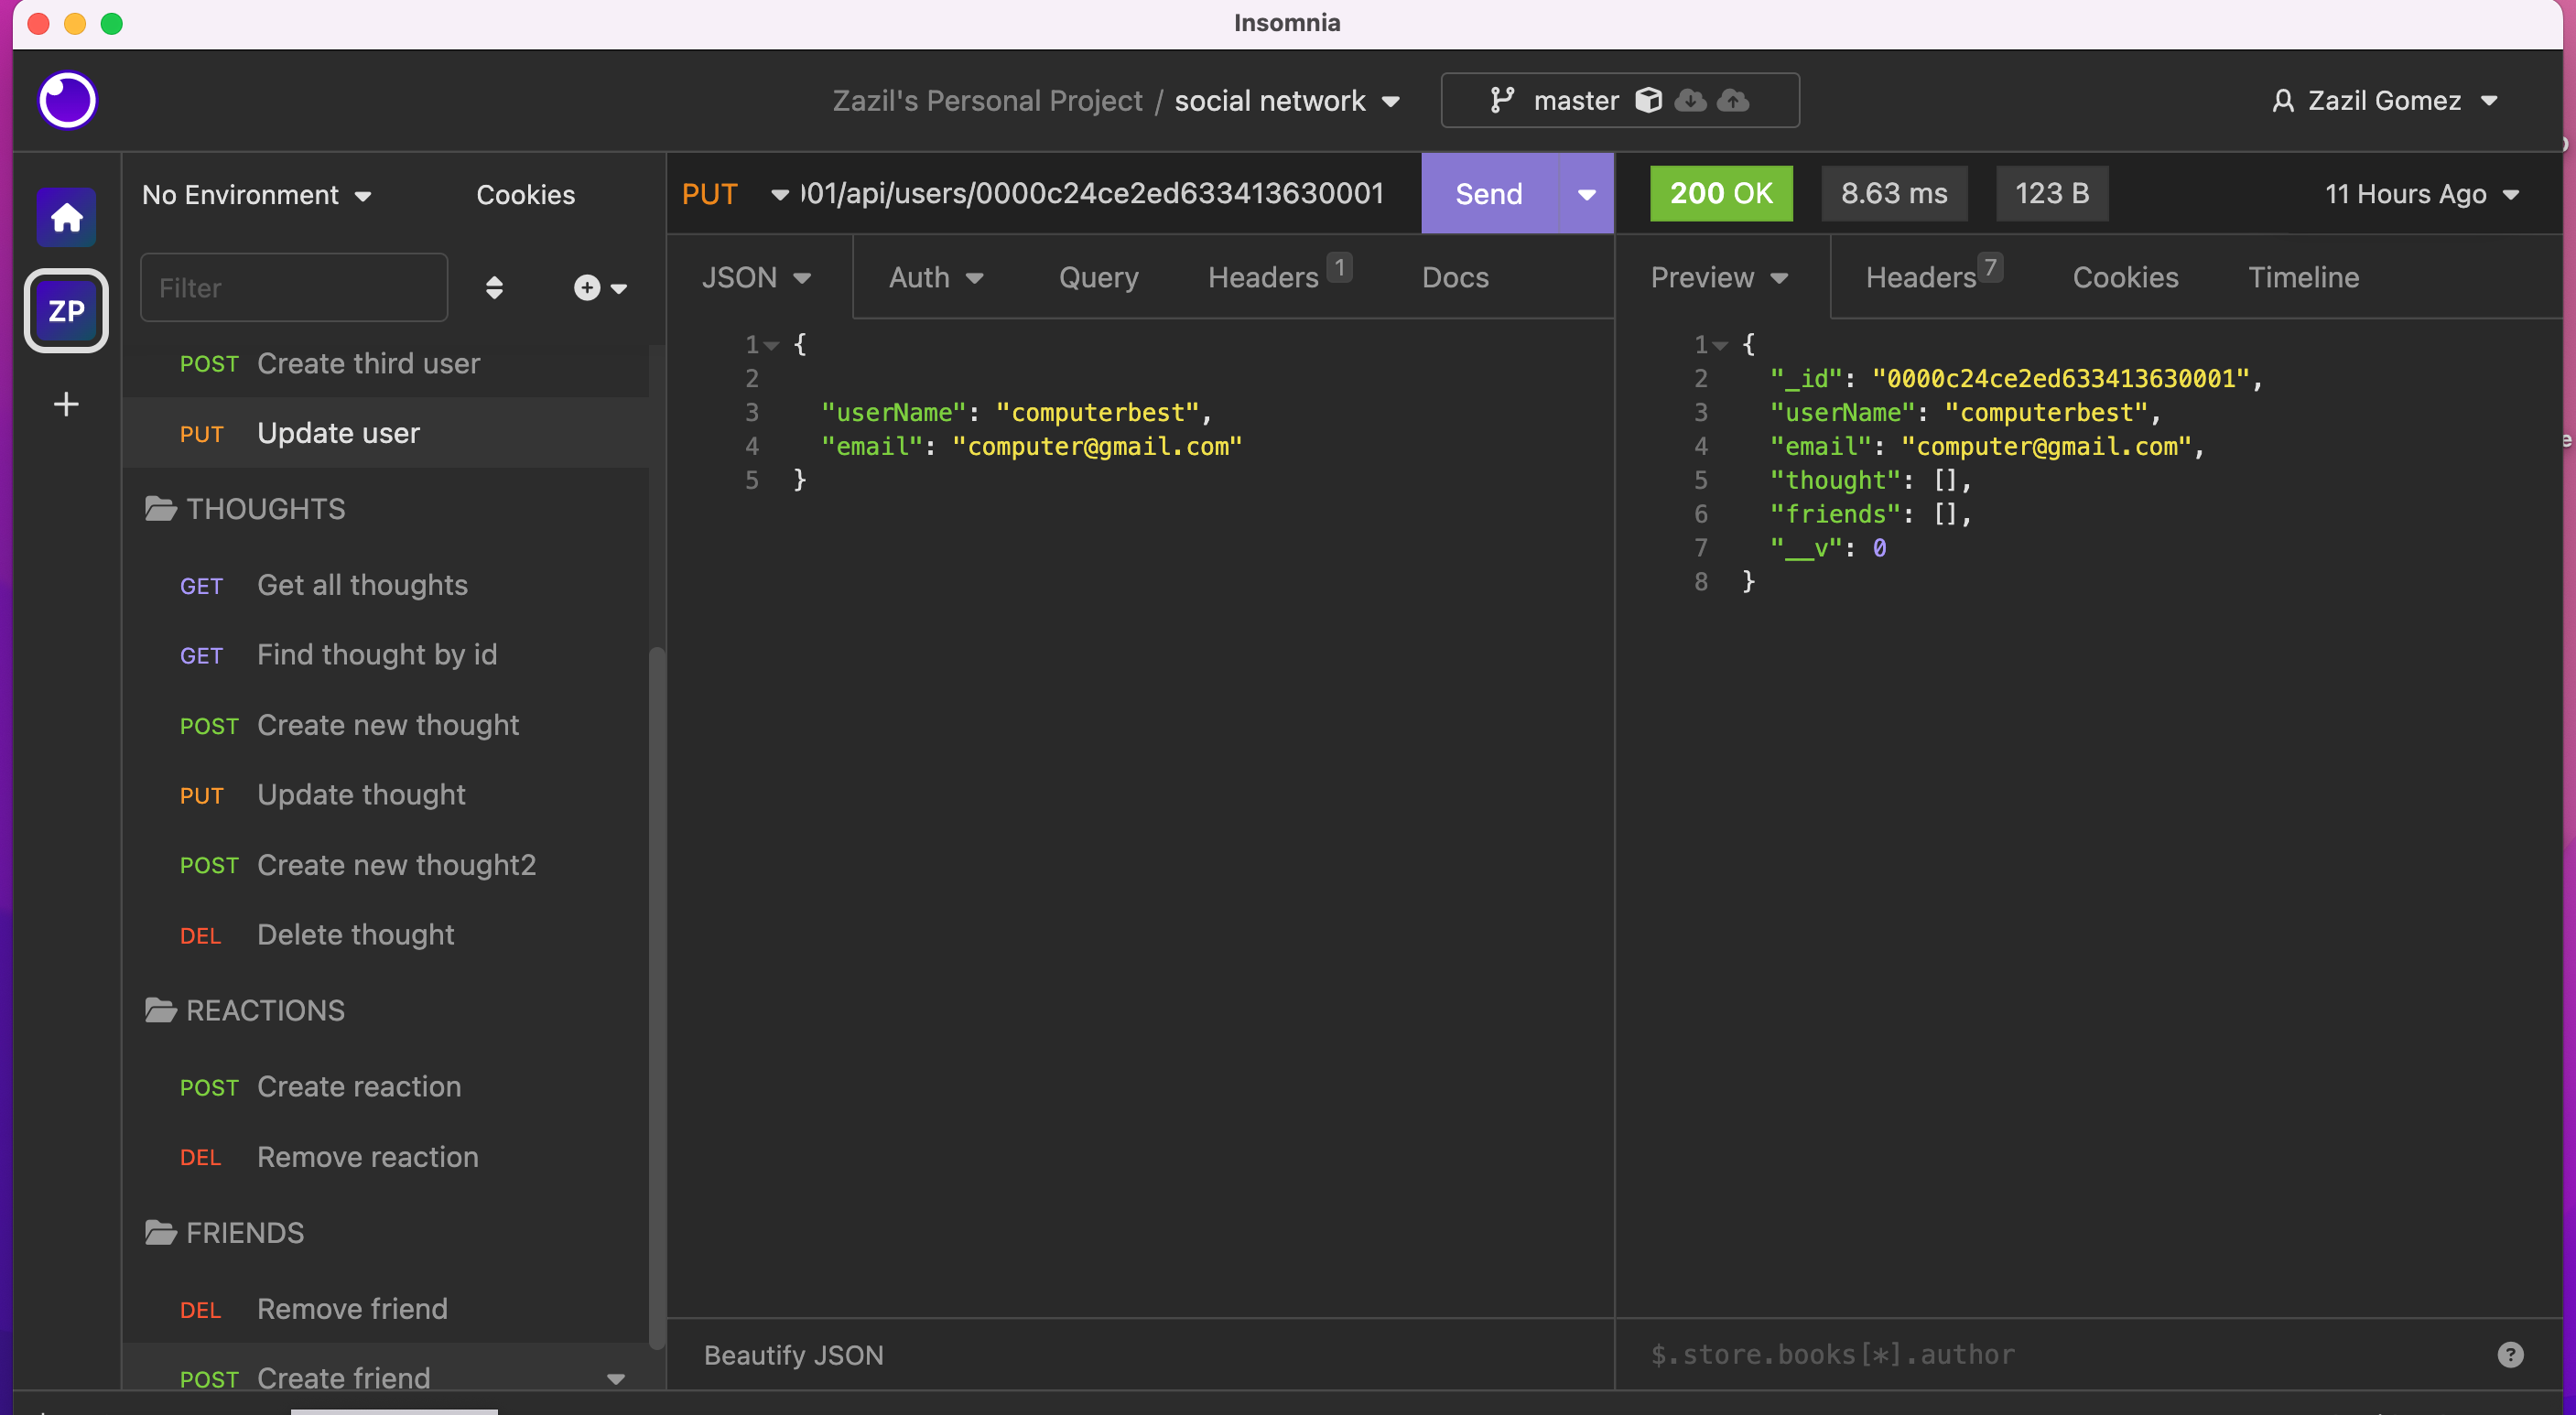 Insomnia
Zazil's Personal Project / social network
master
Zazil Gomez
ZP
No Environment
Cookies
Filter
POST Create third user
PUT Update user
THOUGHTS
GET Get all thoughts
GET Find thought by id
POST Create new thought
PUT Update thought
POST Create new thought2
DEL Delete thought
REACTIONS
POST Create reaction
DEL Remove reaction
FRIENDS
DEL Remove friend
POST Create friend
PUT 001/api/users/0000c24ce2ed633413630001 Send
JSON Auth Query Headers 1 Docs
1 {
2
3 "userName": "computerbest",
4 "email": "computer@gmail.com"
5 }
Beautify JSON
200 OK 8.63 ms 123 B 11 Hours Ago
Preview Headers 7 Cookies Timeline
1 {
2 "_id": "0000c24ce2ed633413630001",
3 "userName": "computerbest",
4 "email": "computer@gmail.com",
5 "thought": [],
6 "friends": [],
7 "__v": 0
8 }
$.store.books[*].author